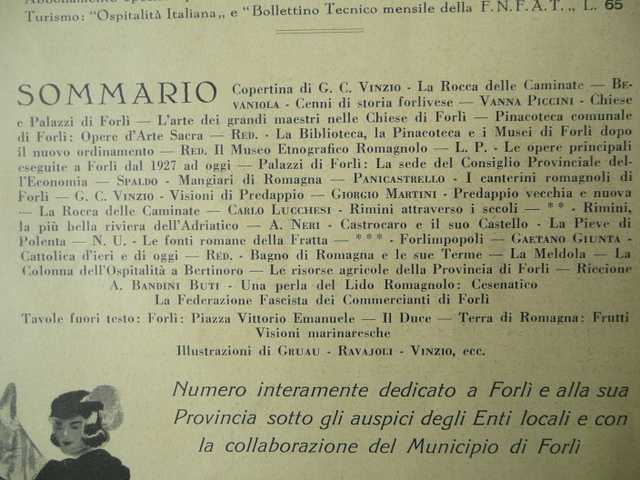 Turismo: "Ospitalità Italiana„ e "Bollettino Tecnico mensile della F.N.F.A.T.„ L. 65
SOMMARIO Copertina di G. C. VINZIO - La Rocca delle Caminate — BE-
VANIOLA - Cenni di storia forlivese — VANNA PICCINI - Chiese
e Palazzi di Forlì — L'arte dei grandi maestri nelle Chiese di Forlì — Pinacoteca comunale
di Forlì: Opere d'Arte Sacra — RED. - La Biblioteca, la Pinacoteca e i Musei di Forlì dopo
il nuovo ordinamento — RED. Il Museo Etnografico Romagnolo — L. P. - Le opere principali
eseguite a Forlì dal 1927 ad oggi — Palazzi di Forlì: La sede del Consiglio Provinciale del-
l'Economia — SPALDO - Mangiari di Romagna — PANICASTRELLO - I canterini romagnoli di
Forlì — G. C. VINZIO - Visioni di Predappio — GIORGIO MARTINI - Predappio vecchia e nuova
— La Rocca delle Caminate — CARLO LUCCHESI - Rimini attraverso i secoli — * * - Rimini,
la più bella riviera dell'Adriatico — A. NERI - Castrocaro e il suo Castello - La Pieve di
Polenta — N. U. - Le fonti romane della Fratta — * * * - Forlimpopoli — GAETANO GIUNTA -
Cattolica d'ieri e di oggi — RED. - Bagno di Romagna e le sue Terme — La Meldola — La
Colonna dell'Ospitalità a Bertinoro — Le risorse agricole della Provincia di Forlì — Riccione
A. BANDINI BUTI - Una perla del Lido Romagnolo: Cesenatico
La Federazione Fascista dei Commercianti di Forlì
Tavole fuori testo: Forlì: Piazza Vittorio Emanuele — Il Duce — Terra di Romagna: Frutti
Visioni marinaresche
Illustrazioni di GRUAU - RAVAJOLI - VINZIO, ecc.
Numero interamente dedicato a Forlì e alla sua
Provincia sotto gli auspici degli Enti locali e con
la collaborazione del Municipio di Forlì